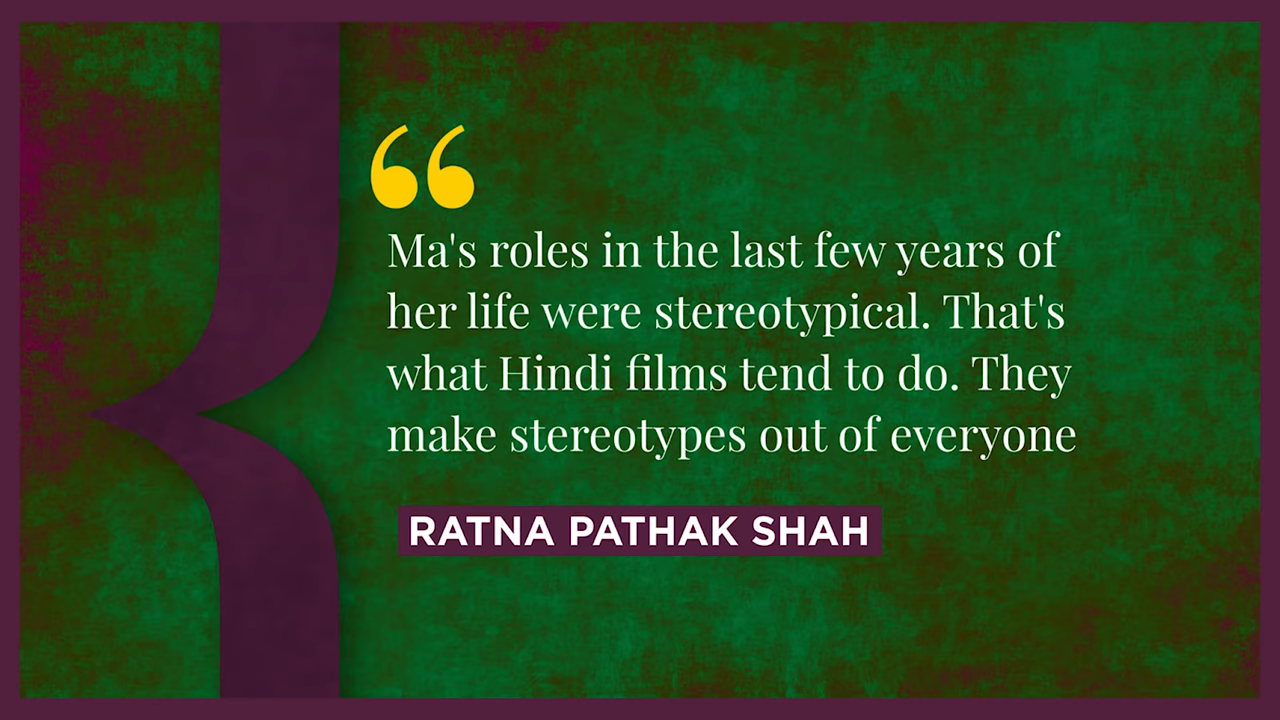 “
Ma's roles in the last few years of
her life were stereotypical. That's
what Hindi films tend to do. They
make stereotypes out of everyone
RATNA PATHAK SHAH